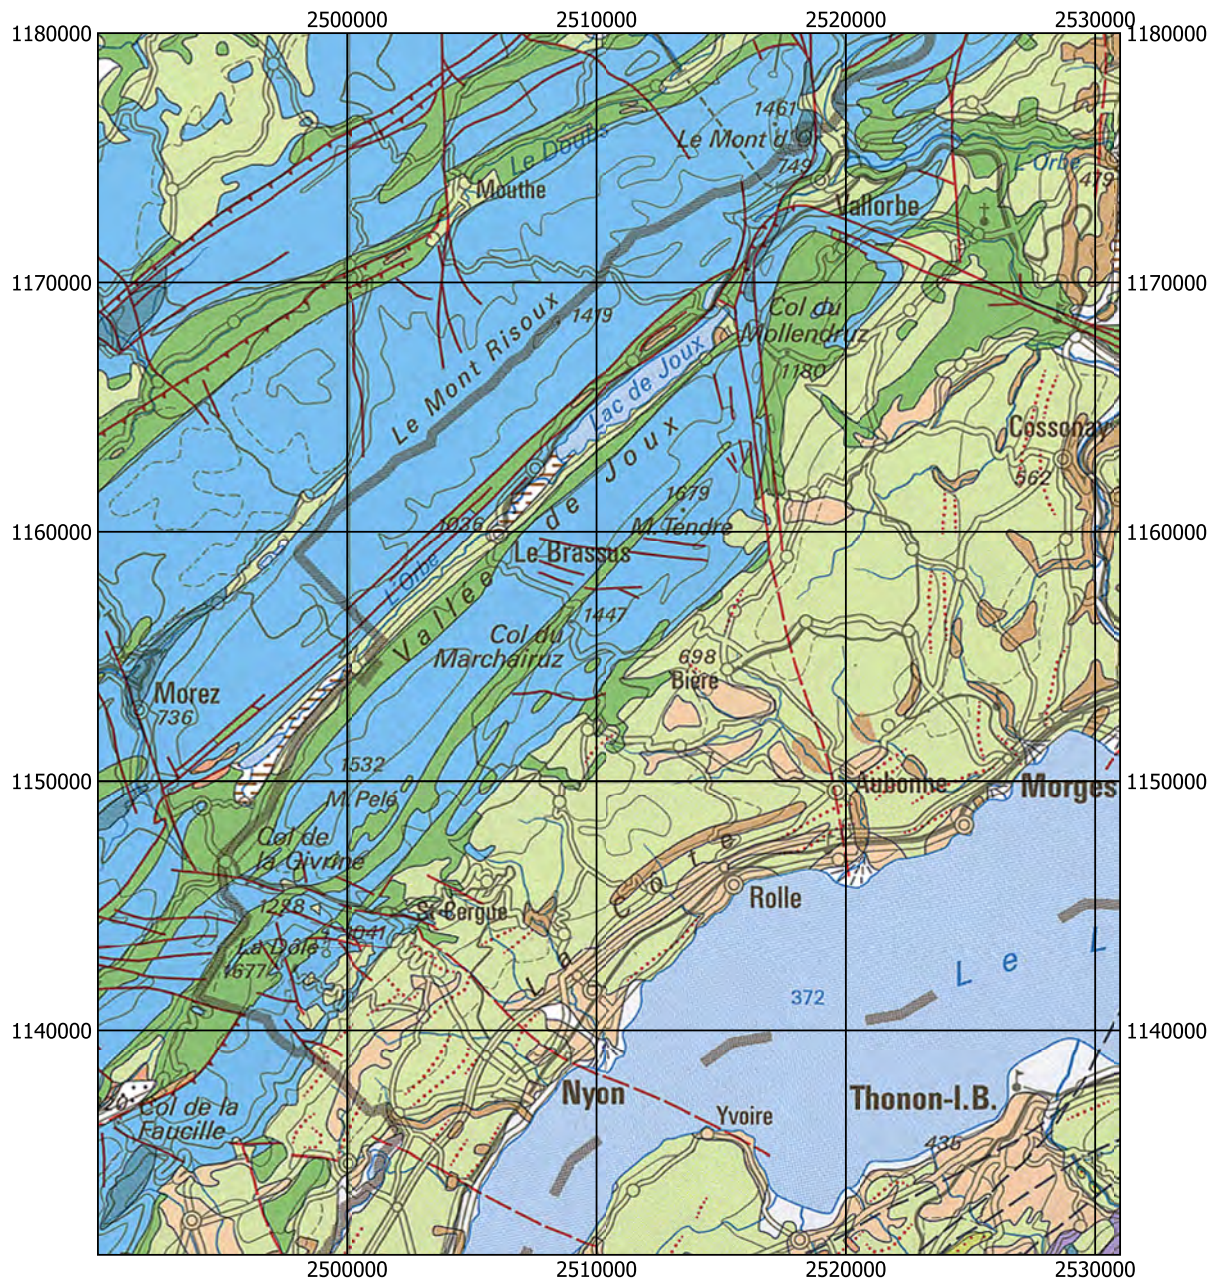 2500000 2510000 2520000 2530000
1180000 1180000
1461
Le Mont d'Or
Le Doubs
749
L'Orbe
479
Mouthe
Vallorbe
1170000 1170000
Le Mont Risoux
1419
Col du
Mollendruz
1180
Lac de Joux
Cossonay
562
1679
M. Tendre
1036
1160000 1160000
Le Brassus
L'Orbe
Vallée de Joux
1447
Col du
Marchairuz
698
Bière
Morez
736
1532
M. Pelé
1150000 1150000
Aubonne
Morges
Col de
la Givrine
1228
St-Cergue
1041
La Dôle
1677
Rolle
La Côte
Le L
372
1140000 1140000
Nyon
Thonon-l.B.
Yvoire
Col de la
Faucille
435
2500000 2510000 2520000 2530000